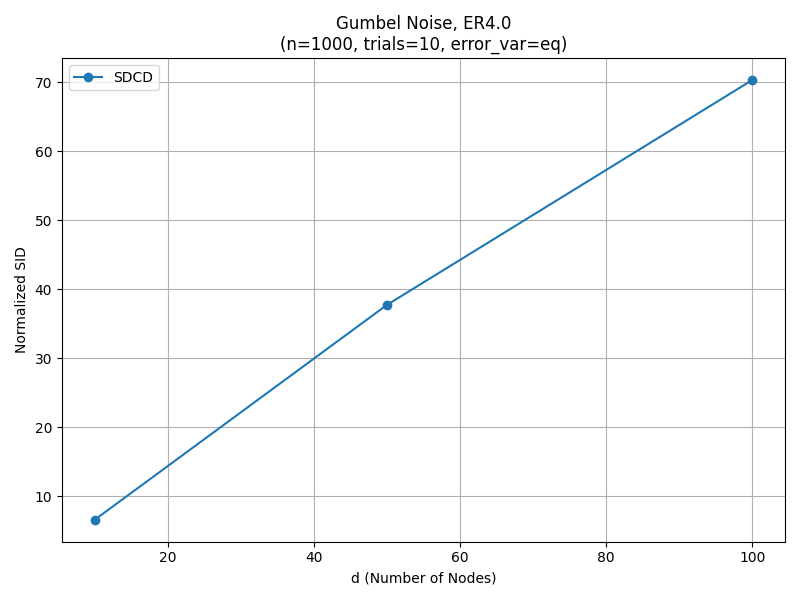 Gumbel Noise, ER4.0
(n=1000, trials=10, error_var=eq)
SDCD
70
60
50
40
30
20
10
Normalized SID
20 40 60 80 100
d (Number of Nodes)